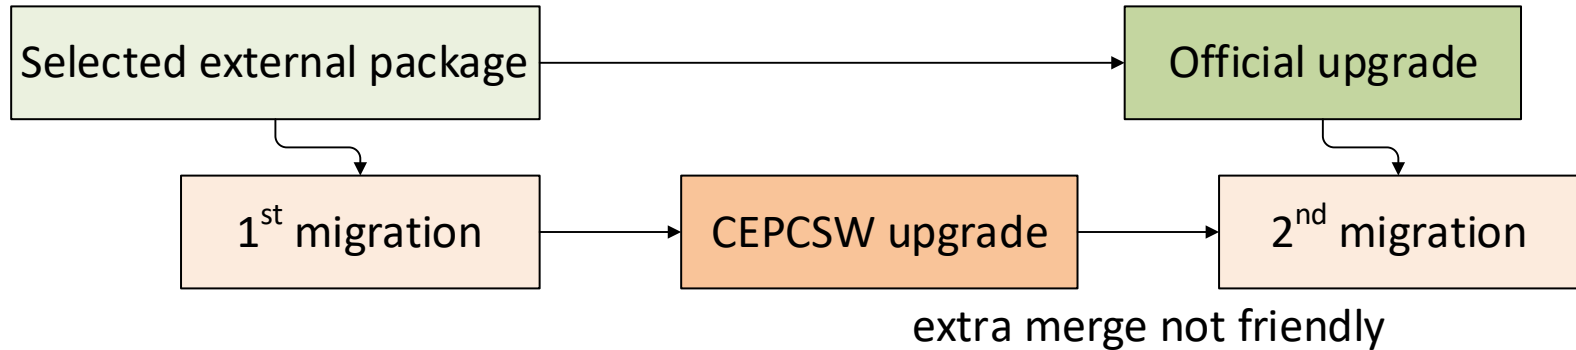 Selected external package
Official upgrade
1st migration
CEPCSW upgrade
2nd migration
extra merge not friendly